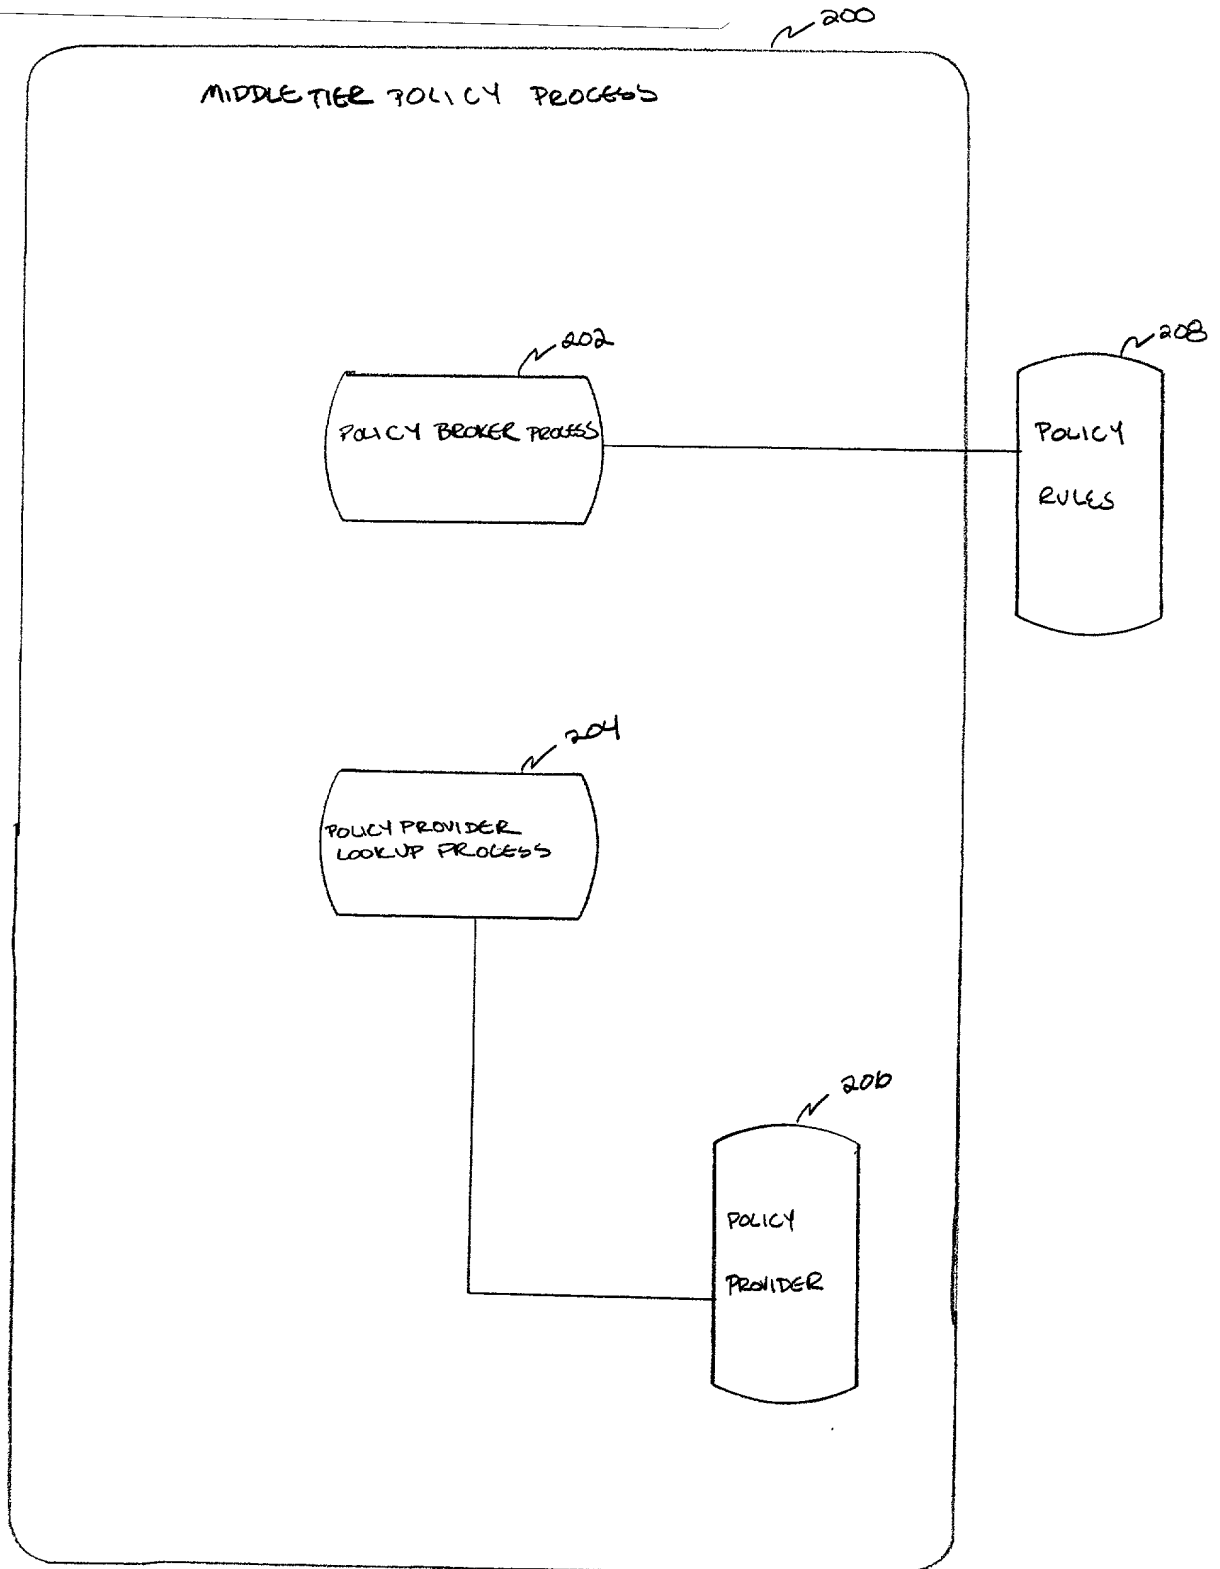 200
MIDDLE TIER POLICY PROCESS
202
POLICY BROKER PROCESS
208
POLICY
RULES
204
POLICY PROVIDER
LOOKUP PROCESS
206
POLICY
PROVIDER